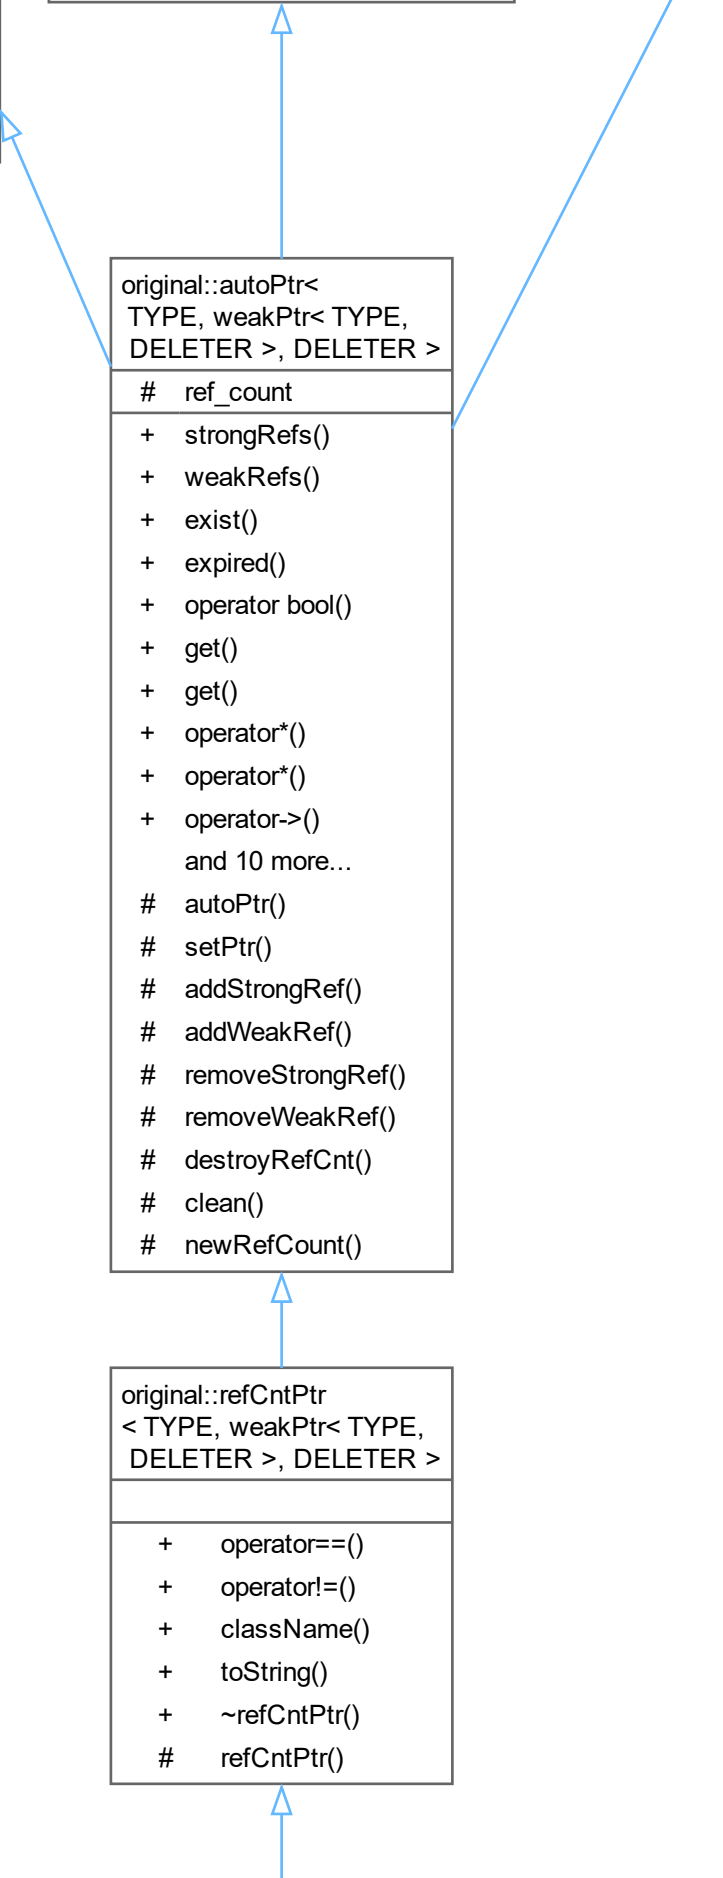 original::autoPtr<
TYPE, weakPtr< TYPE,
DELETER >, DELETER >
# ref_count
+ strongRefs()
+ weakRefs()
+ exist()
+ expired()
+ operator bool()
+ get()
+ get()
+ operator*()
+ operator*()
+ operator->()
and 10 more...
# autoPtr()
# setPtr()
# addStrongRef()
# addWeakRef()
# removeStrongRef()
# removeWeakRef()
# destroyRefCnt()
# clean()
# newRefCount()
original::refCntPtr
< TYPE, weakPtr< TYPE,
DELETER >, DELETER >
+ operator==()
+ operator!=()
+ className()
+ toString()
+ ~refCntPtr()
# refCntPtr()